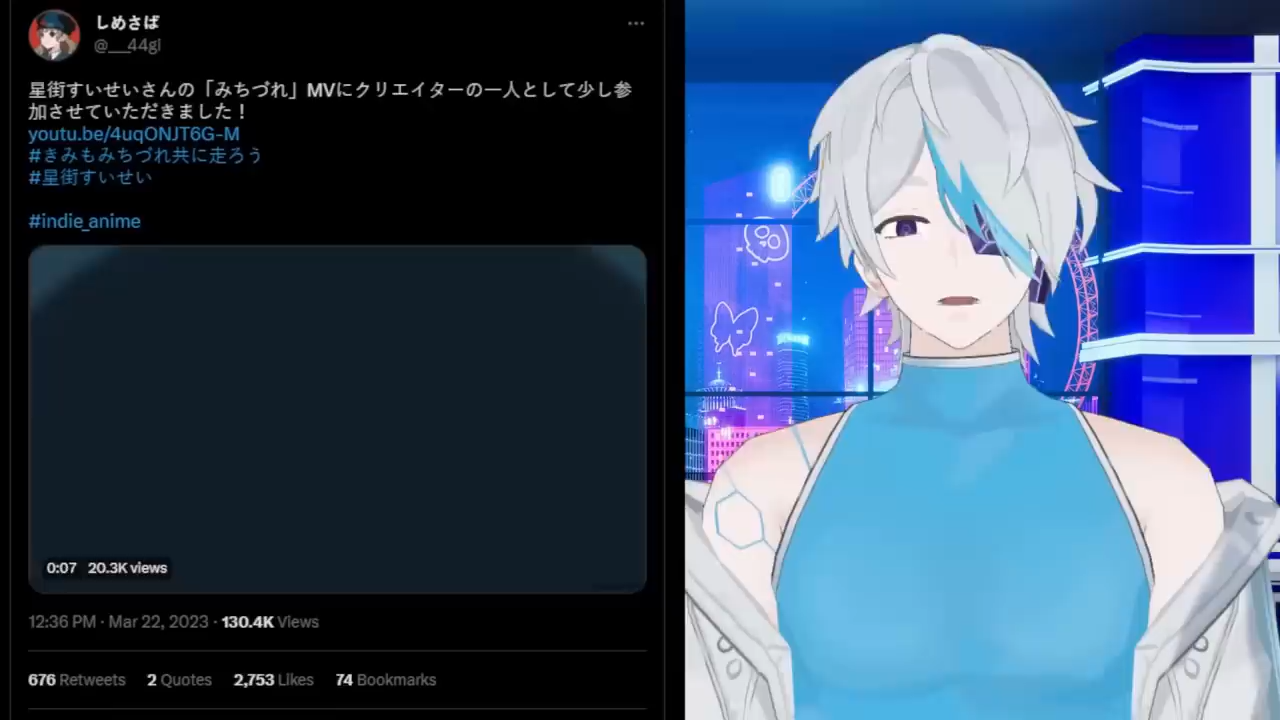 しめさば
@___44gl
星街すいせいさんの「みちづれ」MVにクリエイターの一人として少し参
加させていただきました！
youtu.be/4uqONJT6G-M
#きみもみちづれ共に走ろう
#星街すいせい
#indie_anime
0:07 20.3K views
12:36 PM · Mar 22, 2023 · 130.4K Views
676 Retweets 2 Quotes 2,753 Likes 74 Bookmarks